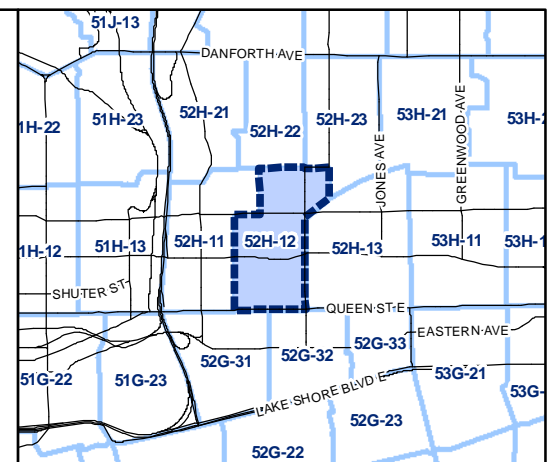 51J-13
DANFORTH AVE
51H-23
52H-21
52H-23
53H-21
53H-2
1H-22
52H-22
JONES AVE
GREENWOOD AVE
1H-12
51H-13
52H-11
52H-12
52H-13
53H-11
53H-1
SHUTER ST
QUEEN ST E
EASTERN AVE
52G-31
52G-32
52G-33
51G-22
51G-23
53G-21
53G-
LAKE SHORE BLVD E
52G-23
52G-22